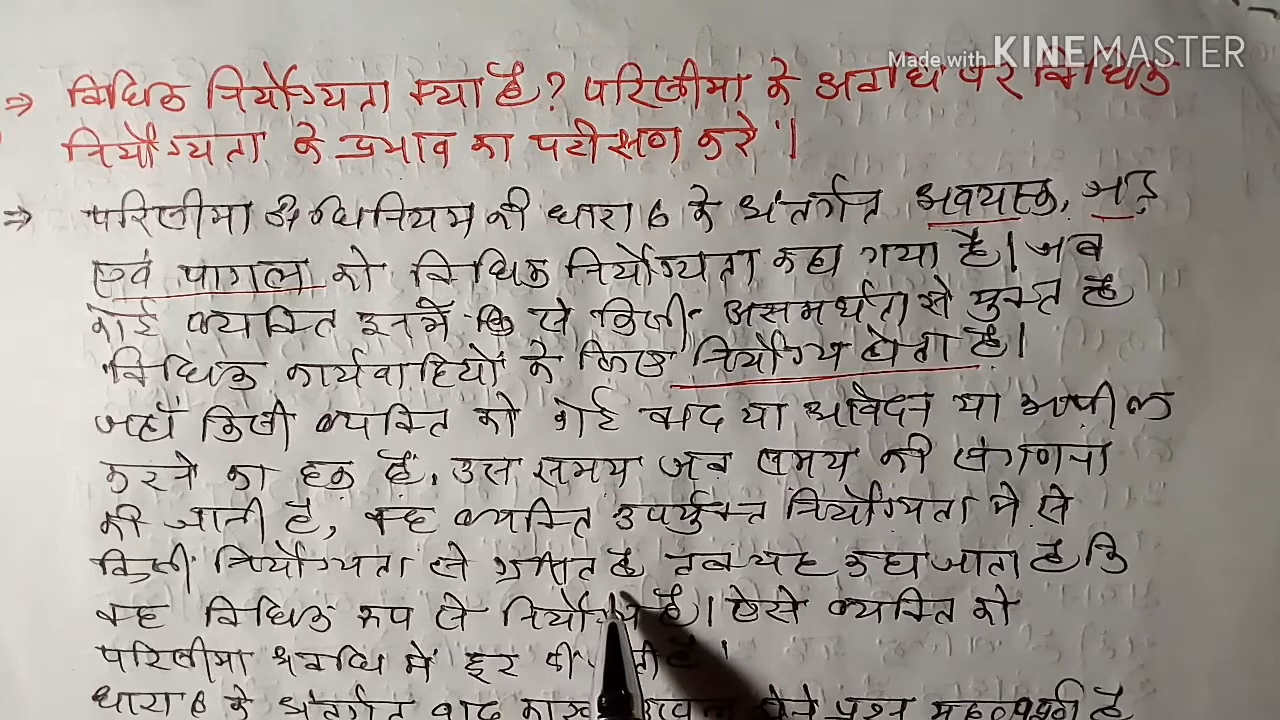 Made with KINEMASTER
⇒ विधिक निर्योग्यता क्या है? परिसीमा के अवधि पर विधिक
निर्योग्यता के प्रभाव का परीक्षण करे।
⇒ परिसीमा अधिनियम की धारा 6 के अंतर्गत अवयस्क, जड़
एवं पागल को विधिक निर्योग्यता कहा गया है। जब
कोई व्यक्ति इनमें से किसी असमर्थता से युक्त है
विधिक कार्यवाहियों के लिए निर्योग्य होता है।
जहाँ किसी व्यक्ति को कोई वाद या आवेदन या अपील
करने का हक है, उस समय जब समय की संगणना
की जाती है, वह व्यक्ति उपर्युक्त निर्योग्यता मे से
किसी निर्योग्यता से ग्रसित है तब यह कहा जाता है कि
वह विधिक रूप से निर्योग्य है। ऐसे व्यक्ति को
परिसीमा अवधि मे छूट दी है।
धारा 6 के अंतर्गत वाद